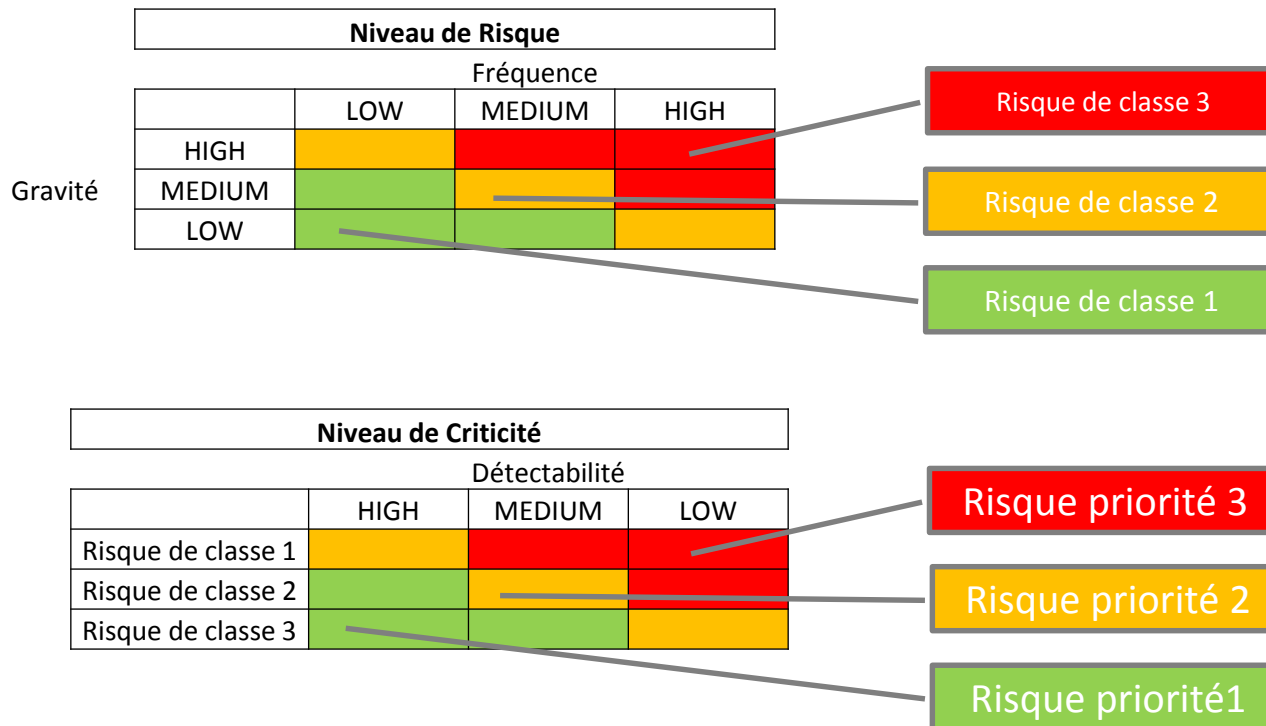 Niveau de Risque
Fréquence
LOW MEDIUM HIGH
HIGH
Gravité MEDIUM
LOW
Risque de classe 3
Risque de classe 2
Risque de classe 1
Niveau de Criticité
Détectabilité
HIGH MEDIUM LOW
Risque de classe 1
Risque de classe 2
Risque de classe 3
Risque priorité 3
Risque priorité 2
Risque priorité1